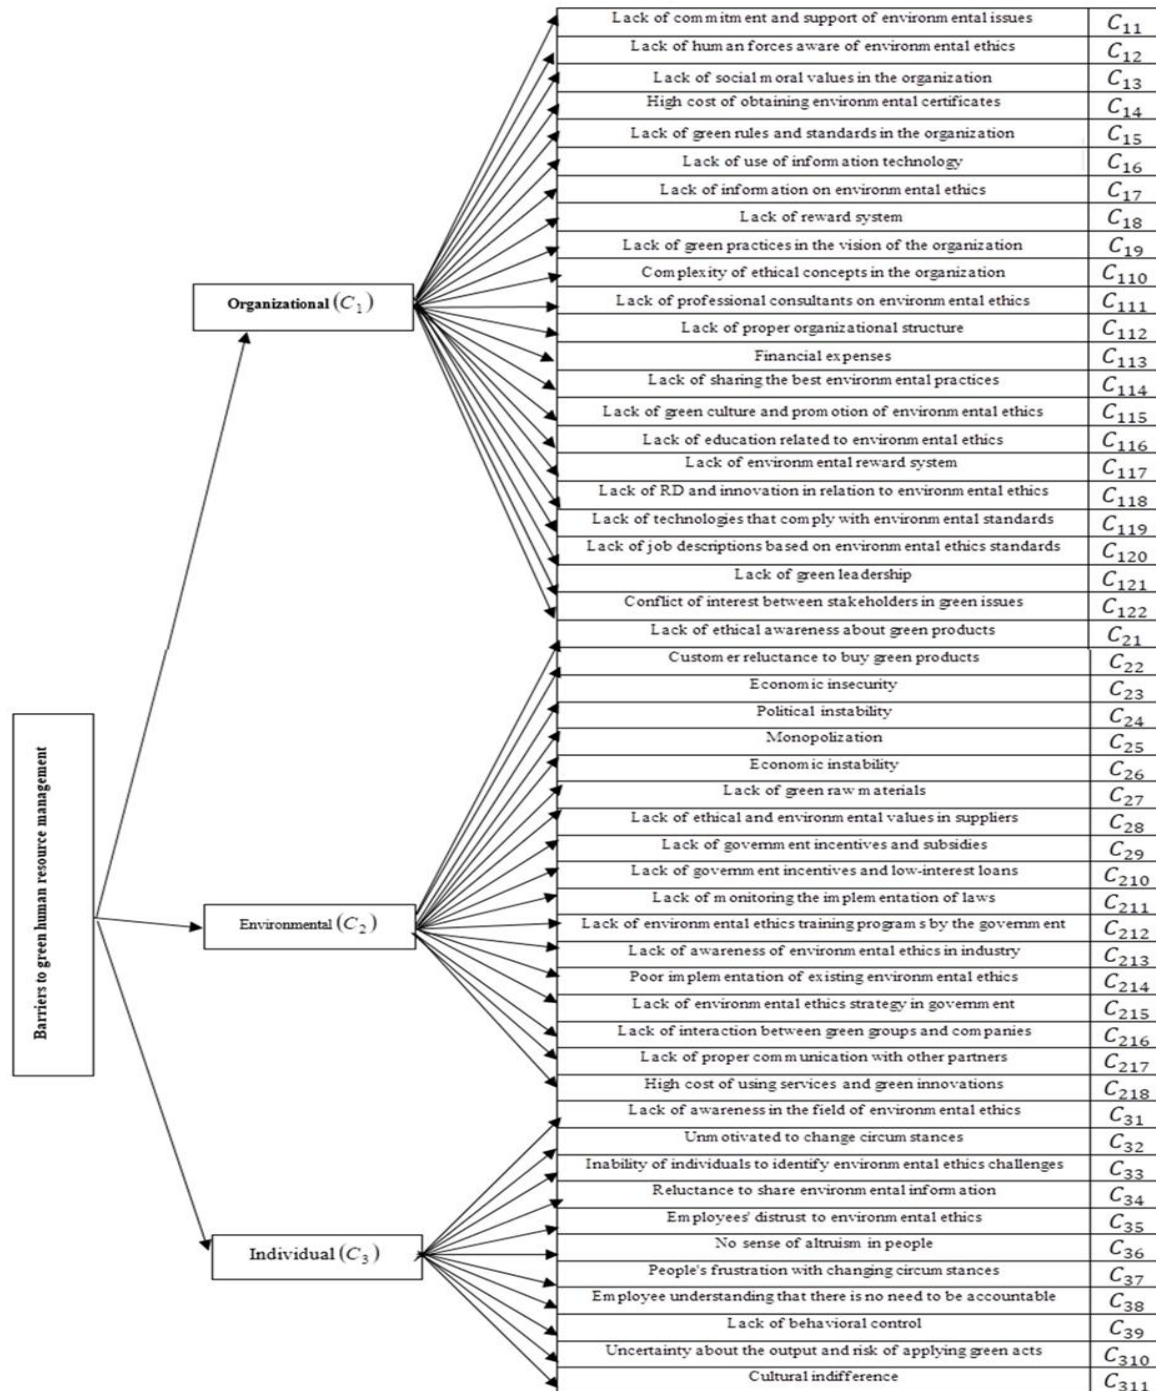 Barriers to green human resource management
Organizational (C₁)
Environmental (C₂)
Individual (C₃)
Lack of commitment and support of environmental issues C₁₁
Lack of human forces aware of environmental ethics C₁₂
Lack of social moral values in the organization C₁₃
High cost of obtaining environmental certificates C₁₄
Lack of green rules and standards in the organization C₁₅
Lack of use of information technology C₁₆
Lack of information on environmental ethics C₁₇
Lack of reward system C₁₈
Lack of green practices in the vision of the organization C₁₉
Complexity of ethical concepts in the organization C₁₁₀
Lack of professional consultants on environmental ethics C₁₁₁
Lack of proper organizational structure C₁₁₂
Financial expenses C₁₁₃
Lack of sharing the best environmental practices C₁₁₄
Lack of green culture and promotion of environmental ethics C₁₁₅
Lack of education related to environmental ethics C₁₁₆
Lack of environmental reward system C₁₁₇
Lack of RD and innovation in relation to environmental ethics C₁₁₈
Lack of technologies that comply with environmental standards C₁₁₉
Lack of job descriptions based on environmental ethics standards C₁₂₀
Lack of green leadership C₁₂₁
Conflict of interest between stakeholders in green issues C₁₂₂
Lack of ethical awareness about green products C₂₁
Customer reluctance to buy green products C₂₂
Economic insecurity C₂₃
Political instability C₂₄
Monopolization C₂₅
Economic instability C₂₆
Lack of green raw materials C₂₇
Lack of ethical and environmental values in suppliers C₂₈
Lack of government incentives and subsidies C₂₉
Lack of government incentives and low-interest loans C₂₁₀
Lack of monitoring the implementation of laws C₂₁₁
Lack of environmental ethics training programs by the government C₂₁₂
Lack of awareness of environmental ethics in industry C₂₁₃
Poor implementation of existing environmental ethics C₂₁₄
Lack of environmental ethics strategy in government C₂₁₅
Lack of interaction between green groups and companies C₂₁₆
Lack of proper communication with other partners C₂₁₇
High cost of using services and green innovations C₂₁₈
Lack of awareness in the field of environmental ethics C₃₁
Unmotivated to change circumstances C₃₂
Inability of individuals to identify environmental ethics challenges C₃₃
Reluctance to share environmental information C₃₄
Employees' distrust to environmental ethics C₃₅
No sense of altruism in people C₃₆
People's frustration with changing circumstances C₃₇
Employee understanding that there is no need to be accountable C₃₈
Lack of behavioral control C₃₉
Uncertainty about the output and risk of applying green acts C₃₁₀
Cultural indifference C₃₁₁